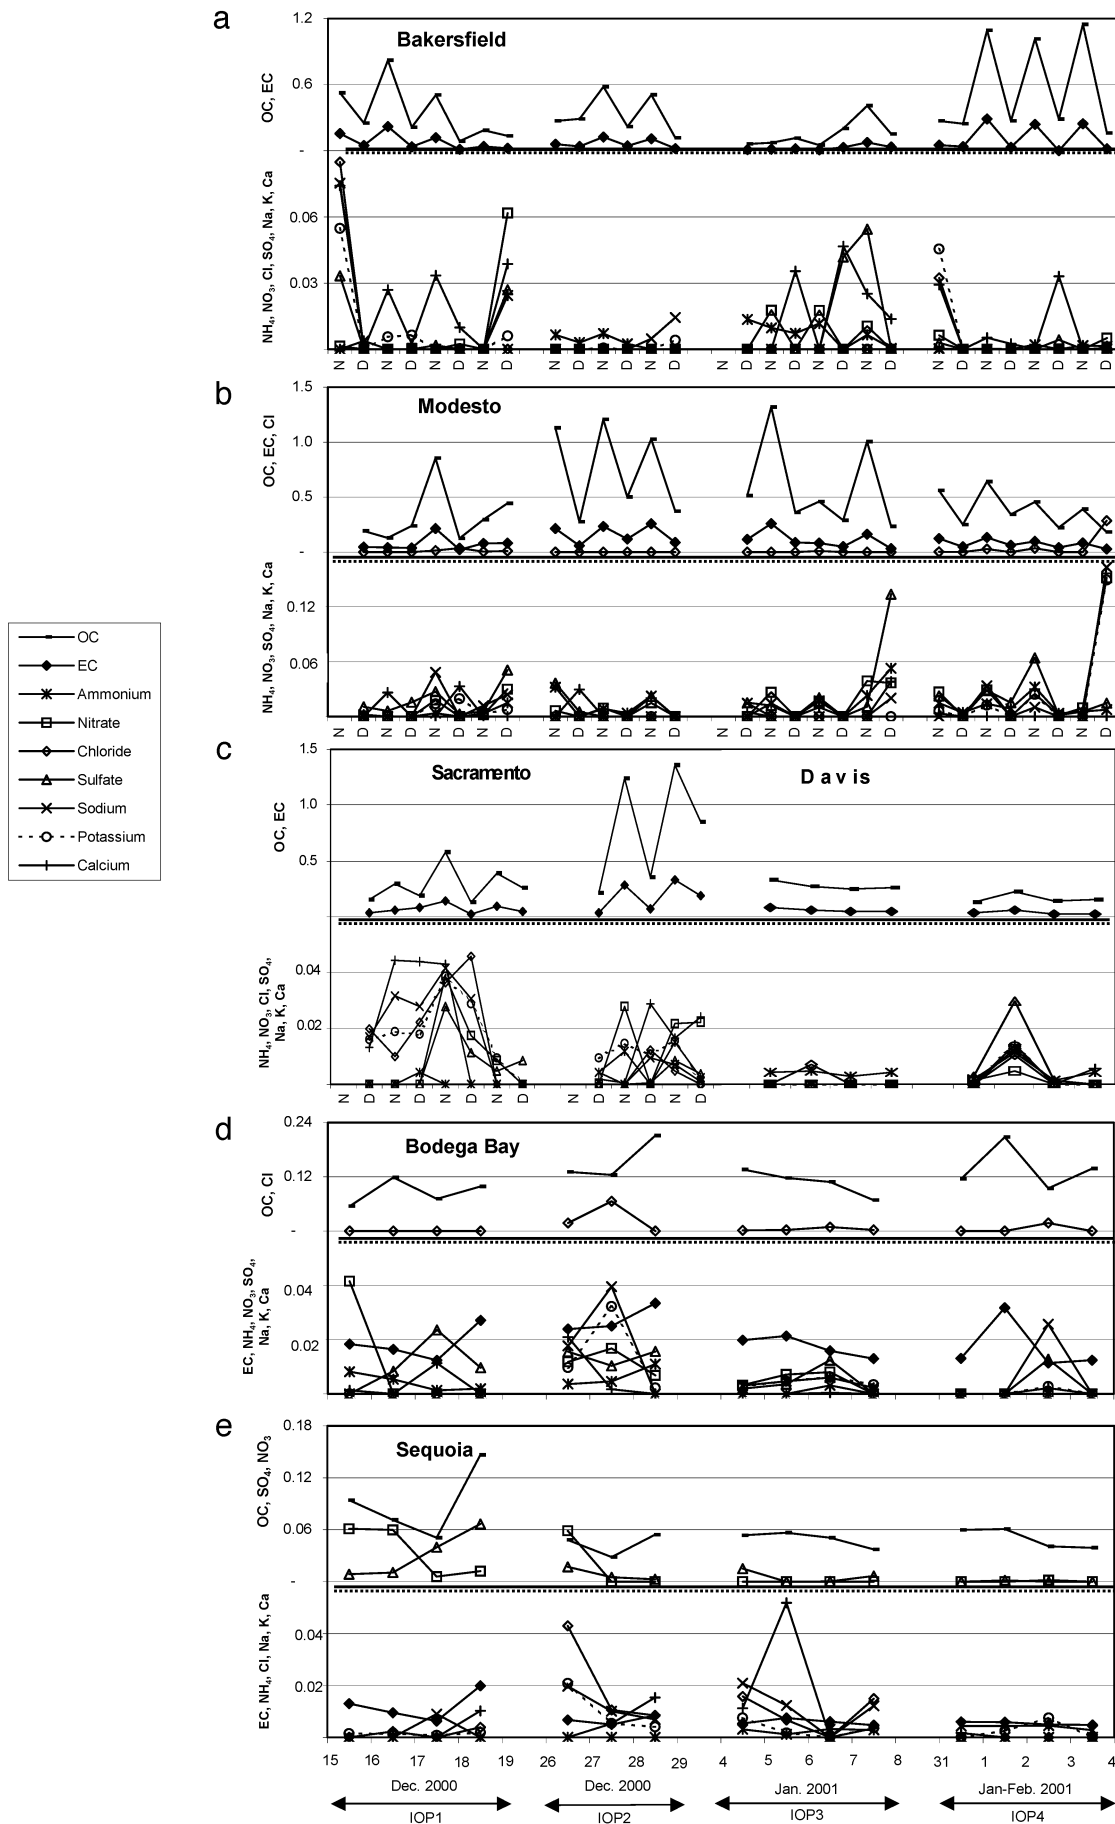 a
Bakersfield
1.2
0.6
-
OC, EC
0.06
0.03
NH4, NO3, Cl, SO4, Na, K, Ca
N D N D N D N D N D N D N D N D N D N D N D N D N D N D
b
Modesto
1.5
1.0
0.5
-
OC, EC, Cl
0.12
0.06
NH4, NO3, SO4, Na, K, Ca
N D N D N D N D N D N D N D N D N D N D N D N D N D N D
OC
EC
Ammonium
Nitrate
Chloride
Sulfate
Sodium
Potassium
Calcium
c
Sacramento
Davis
1.5
1.0
0.5
OC, EC
0.04
0.02
NH4, NO3, Cl, SO4,
Na, K, Ca
N D N D N D N D N D N D N D
d
Bodega Bay
0.24
0.12
-
OC, Cl
0.04
0.02
EC, NH4, NO3, SO4,
Na, K, Ca
e
Sequoia
0.18
0.12
0.06
-
OC, SO4, NO3
0.04
0.02
EC, NH4, Cl, Na, K, Ca
15 16 17 18 19 26 27 28 29 4 5 6 7 8 31 1 2 3 4
Dec. 2000 Dec. 2000 Jan. 2001 Jan-Feb. 2001
IOP1 IOP2 IOP3 IOP4